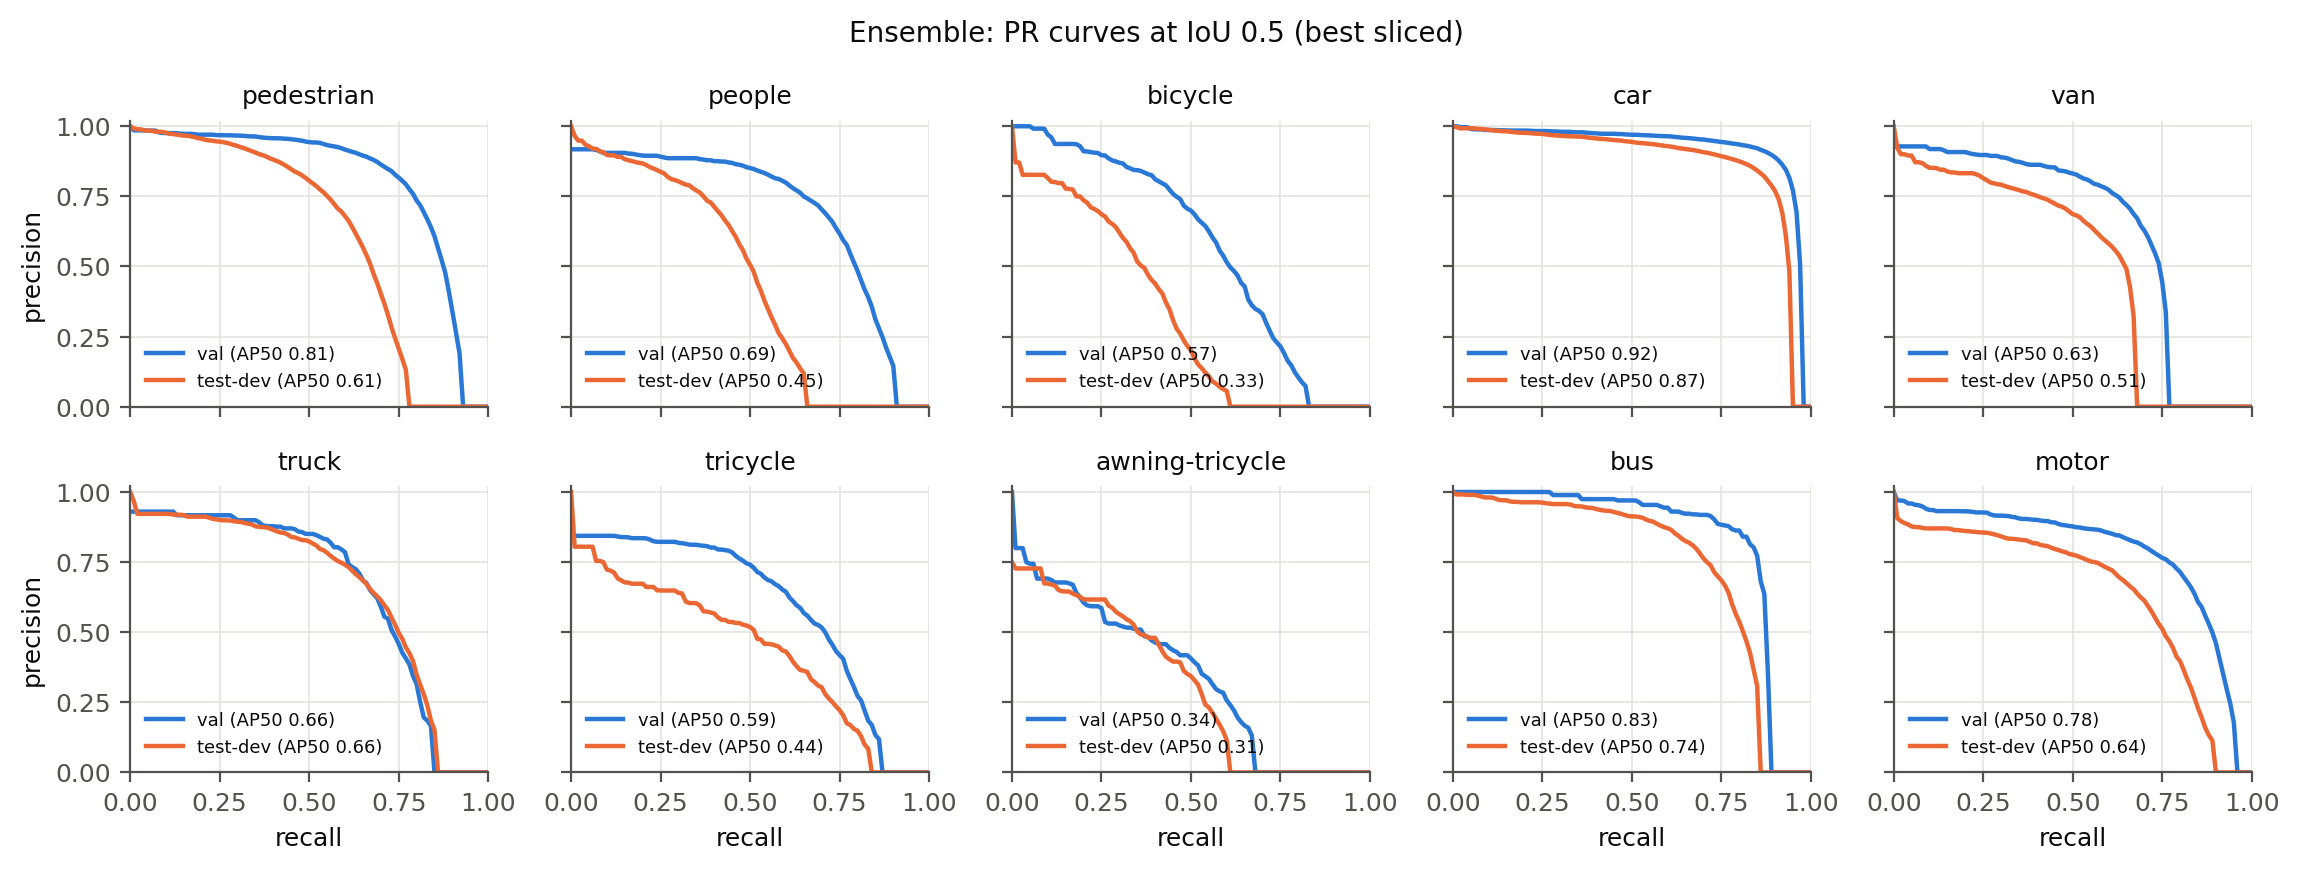 Ensemble: PR curves at IoU 0.5 (best sliced)
pedestrian people bicycle car van
precision
1.00
0.75
0.50
0.25
0.00
val (AP50 0.81)
test-dev (AP50 0.61)
val (AP50 0.69)
test-dev (AP50 0.45)
val (AP50 0.57)
test-dev (AP50 0.33)
val (AP50 0.92)
test-dev (AP50 0.87)
val (AP50 0.63)
test-dev (AP50 0.51)
truck tricycle awning-tricycle bus motor
precision
1.00
0.75
0.50
0.25
0.00
val (AP50 0.66)
test-dev (AP50 0.66)
val (AP50 0.59)
test-dev (AP50 0.44)
val (AP50 0.34)
test-dev (AP50 0.31)
val (AP50 0.83)
test-dev (AP50 0.74)
val (AP50 0.78)
test-dev (AP50 0.64)
0.00 0.25 0.50 0.75 1.00 0.00 0.25 0.50 0.75 1.00 0.00 0.25 0.50 0.75 1.00 0.00 0.25 0.50 0.75 1.00 0.00 0.25 0.50 0.75 1.00
recall recall recall recall recall